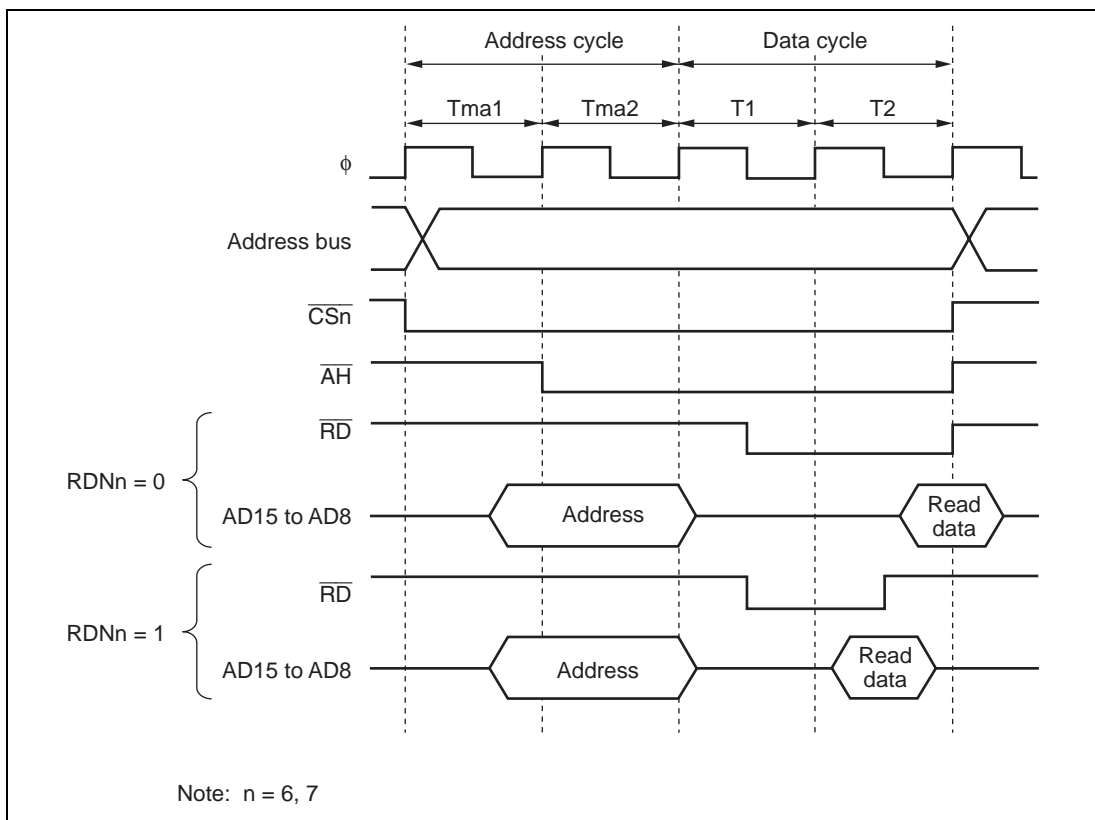 Address cycle Data cycle
Tma1 Tma2 T1 T2
ϕ
Address bus
CSn
AH
RD
RDNn = 0
AD15 to AD8 Address Read data
RD
RDNn = 1
AD15 to AD8 Address Read data
Note: n = 6, 7